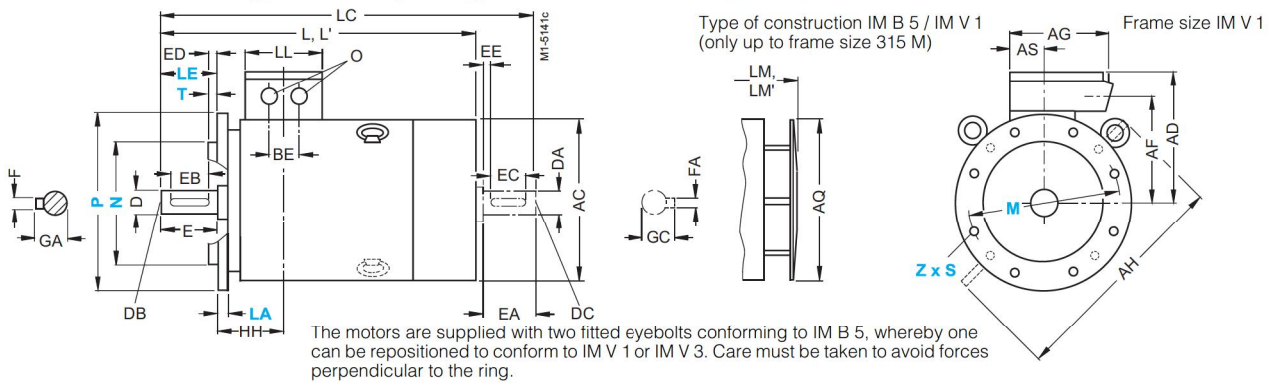 LC
L, L'
ED
LL
O
EE
M1-5141c
LE
T
BE
EB
F
P
N
D
GA
E
DB
LA
HH
AC
DA
EC
EA
DC
FA
GC
Type of construction IM B 5 / IM V 1
(only up to frame size 315 M)
LM,
LM'
AQ
Frame size IM V 1
AG
AS
AF
AD
M
Z x S
AH
The motors are supplied with two fitted eyebolts conforming to IM B 5, whereby one
can be repositioned to conform to IM V 1 or IM V 3. Care must be taken to avoid forces
perpendicular to the ring.